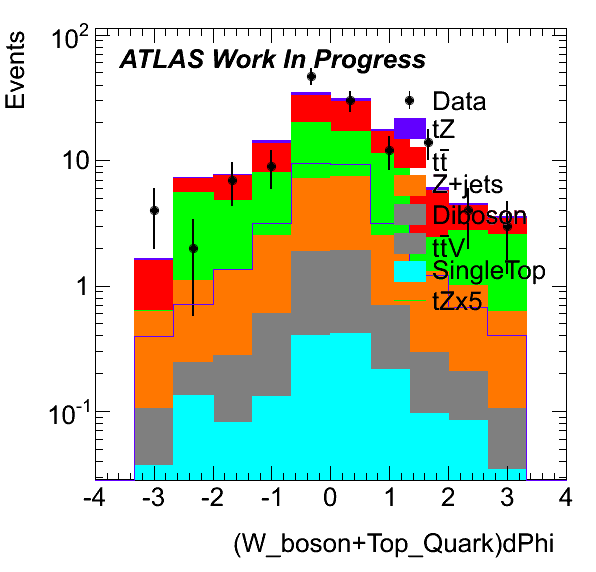 Events
10²
10
1
10⁻¹
ATLAS Work In Progress
Data
tZ
tt̄
Z+jets
Diboson
tt̄V
SingleTop
tZx5
-4 -3 -2 -1 0 1 2 3 4
(W_boson+Top_Quark)dPhi